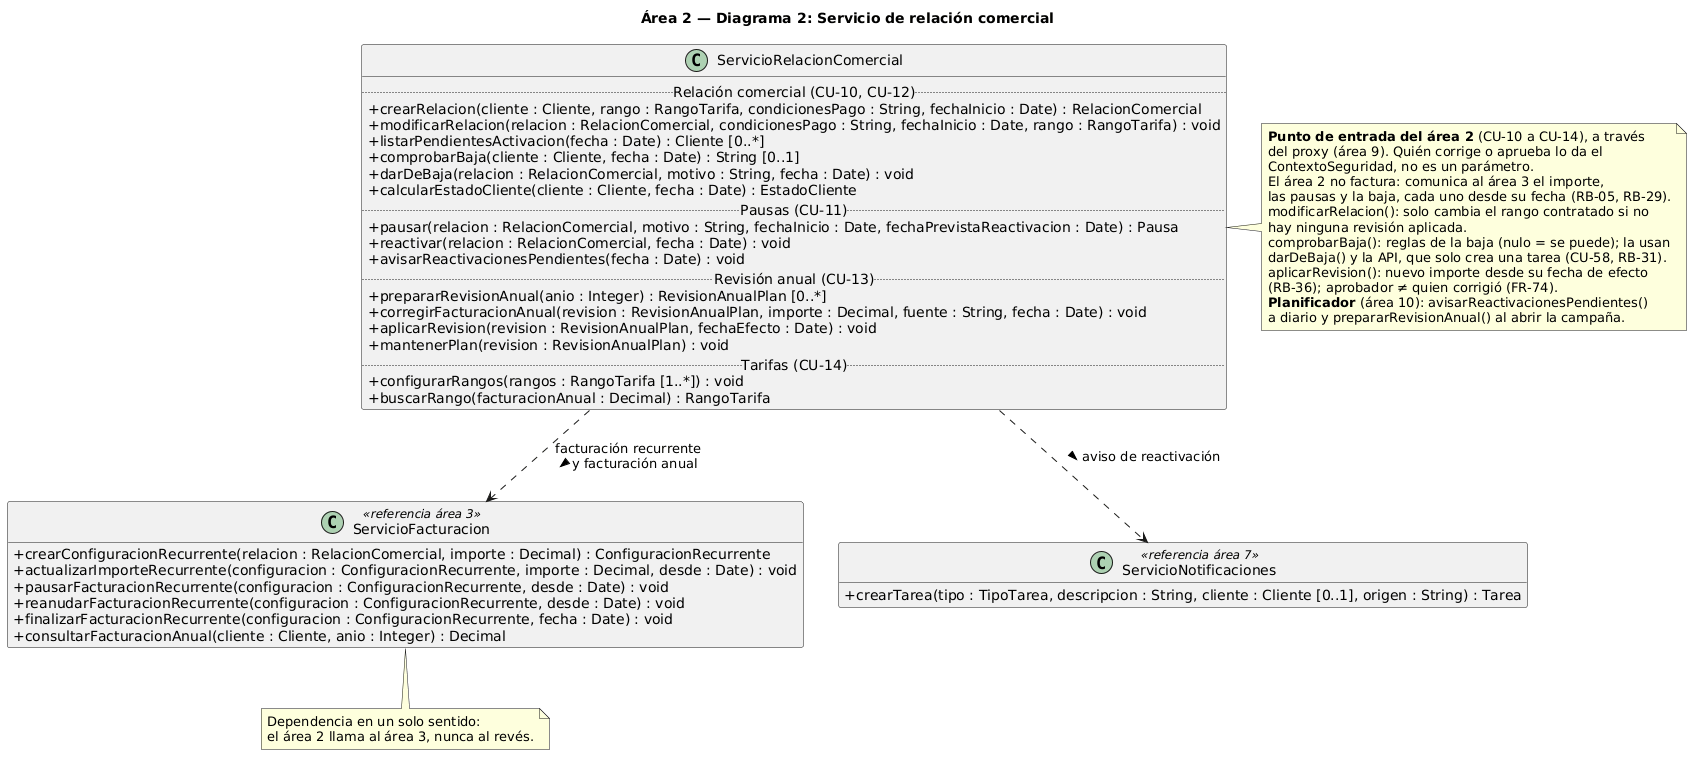 Área 2 — Diagrama 2: Servicio de relación comercial
C ServicioRelacionComercial
Relación comercial (CU-10, CU-12)
+crearRelacion(cliente : Cliente, rango : RangoTarifa, condicionesPago : String, fechaInicio : Date) : RelacionComercial
+modificarRelacion(relacion : RelacionComercial, condicionesPago : String, fechaInicio : Date, rango : RangoTarifa) : void
+listarPendientesActivacion(fecha : Date) : Cliente [0..*]
+comprobarBaja(cliente : Cliente, fecha : Date) : String [0..1]
+darDeBaja(relacion : RelacionComercial, motivo : String, fecha : Date) : void
+calcularEstadoCliente(cliente : Cliente, fecha : Date) : EstadoCliente
Pausas (CU-11)
+pausar(relacion : RelacionComercial, motivo : String, fechaInicio : Date, fechaPrevistaReactivacion : Date) : Pausa
+reactivar(relacion : RelacionComercial, fecha : Date) : void
+avisarReactivacionesPendientes(fecha : Date) : void
Revisión anual (CU-13)
+prepararRevisionAnual(anio : Integer) : RevisionAnualPlan [0..*]
+corregirFacturacionAnual(revision : RevisionAnualPlan, importe : Decimal, fuente : String, fecha : Date) : void
+aplicarRevision(revision : RevisionAnualPlan, fechaEfecto : Date) : void
+mantenerPlan(revision : RevisionAnualPlan) : void
Tarifas (CU-14)
+configurarRangos(rangos : RangoTarifa [1..*]) : void
+buscarRango(facturacionAnual : Decimal) : RangoTarifa
Punto de entrada del área 2 (CU-10 a CU-14), a través
del proxy (área 9). Quién corrige o aprueba lo da el
ContextoSeguridad, no es un parámetro.
El área 2 no factura: comunica al área 3 el importe,
las pausas y la baja, cada uno desde su fecha (RB-05, RB-29).
modificarRelacion(): solo cambia el rango contratado si no
hay ninguna revisión aplicada.
comprobarBaja(): reglas de la baja (nulo = se puede); la usan
darDeBaja() y la API, que solo crea una tarea (CU-58, RB-31).
aplicarRevision(): nuevo importe desde su fecha de efecto
(RB-36); aprobador ≠ quien corrigió (FR-74).
Planificador (área 10): avisarReactivacionesPendientes()
a diario y prepararRevisionAnual() al abrir la campaña.
facturación recurrente
y facturación anual
aviso de reactivación
«referencia área 3»
C ServicioFacturacion
+crearConfiguracionRecurrente(relacion : RelacionComercial, importe : Decimal) : ConfiguracionRecurrente
+actualizarImporteRecurrente(configuracion : ConfiguracionRecurrente, importe : Decimal, desde : Date) : void
+pausarFacturacionRecurrente(configuracion : ConfiguracionRecurrente, desde : Date) : void
+reanudarFacturacionRecurrente(configuracion : ConfiguracionRecurrente, desde : Date) : void
+finalizarFacturacionRecurrente(configuracion : ConfiguracionRecurrente, fecha : Date) : void
+consultarFacturacionAnual(cliente : Cliente, anio : Integer) : Decimal
«referencia área 7»
C ServicioNotificaciones
+crearTarea(tipo : TipoTarea, descripcion : String, cliente : Cliente [0..1], origen : String) : Tarea
Dependencia en un solo sentido:
el área 2 llama al área 3, nunca al revés.